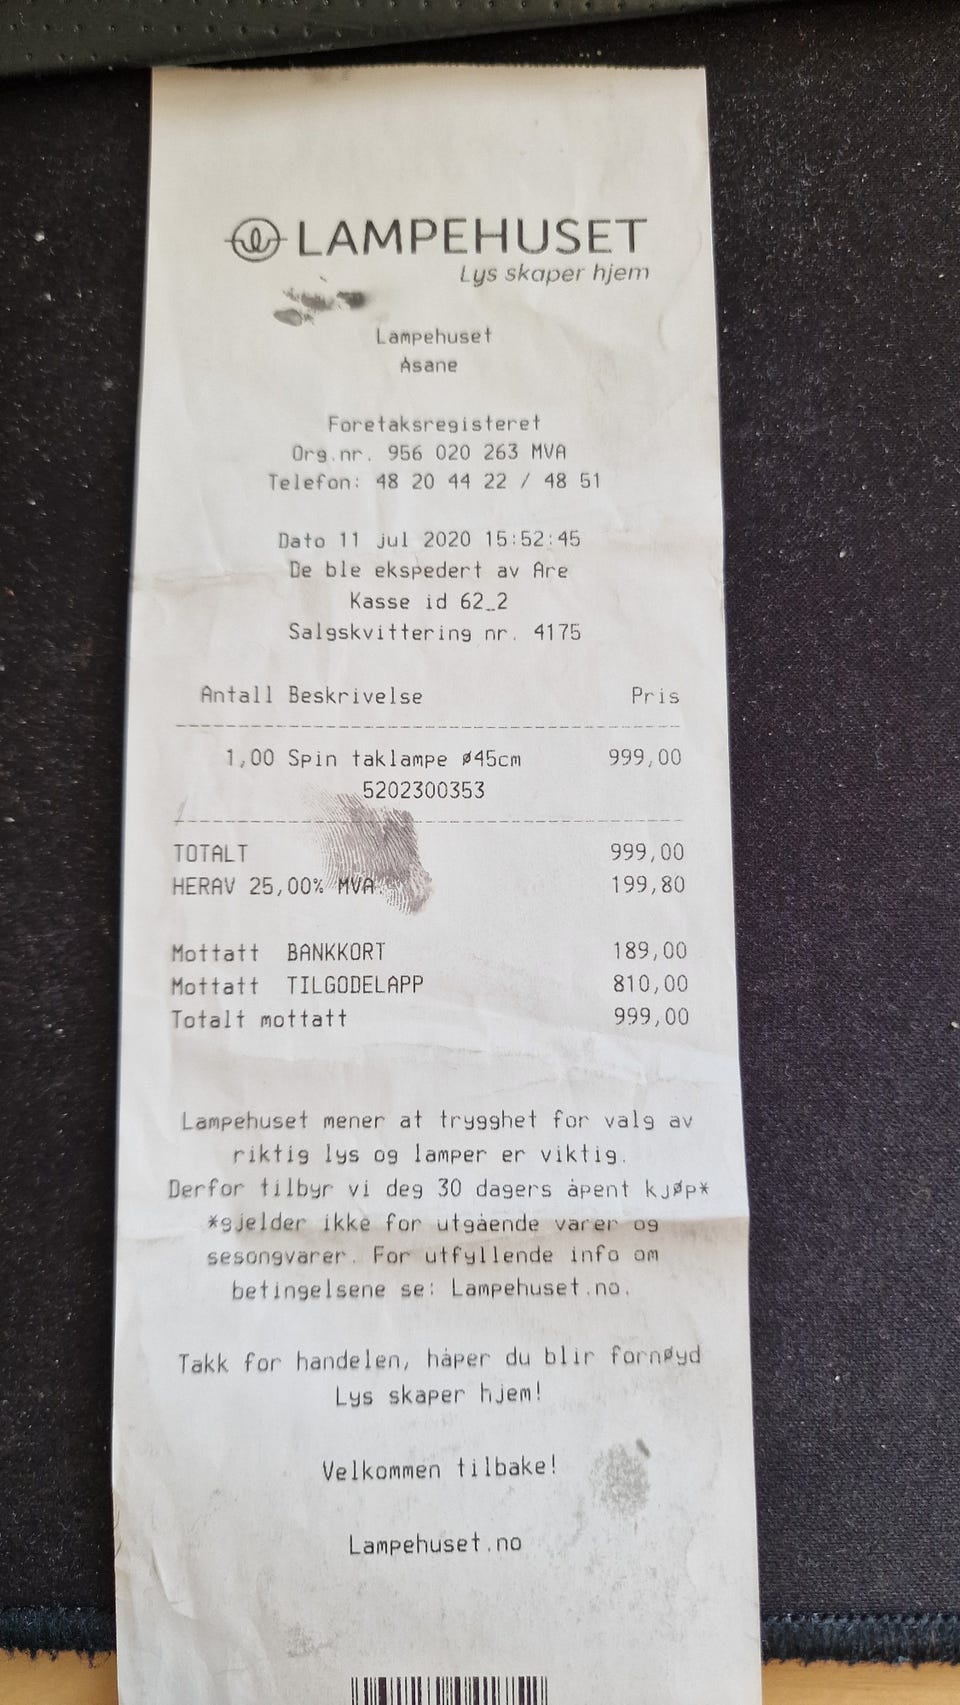 LAMPEHUSET
Lys skaper hjem
Lampehuset
Åsane
Foretaksregisteret
Org.nr. 956 020 263 MVA
Telefon: 48 20 44 22 / 48 51
Dato 11 jul 2020 15:52:45
De ble ekspedert av Are
Kasse id 62_2
Salgskvittering nr. 4175
Antall Beskrivelse Pris
1,00 Spin taklampe ø45cm 999,00
5202300353
TOTALT 999,00
HERAV 25,00% MVA. 199,80
Mottatt BANKKORT 189,00
Mottatt TILGODELAPP 810,00
Totalt mottatt 999,00
Lampehuset mener at trygghet for valg av
riktig lys og lamper er viktig.
Derfor tilbyr vi deg 30 dagers åpent kjøp*
*gjelder ikke for utgående varer og
sesongvarer. For utfyllende info om
betingelsene se: Lampehuset.no.
Takk for handelen, håper du blir fornøyd
Lys skaper hjem!
Velkommen tilbake!
Lampehuset.no